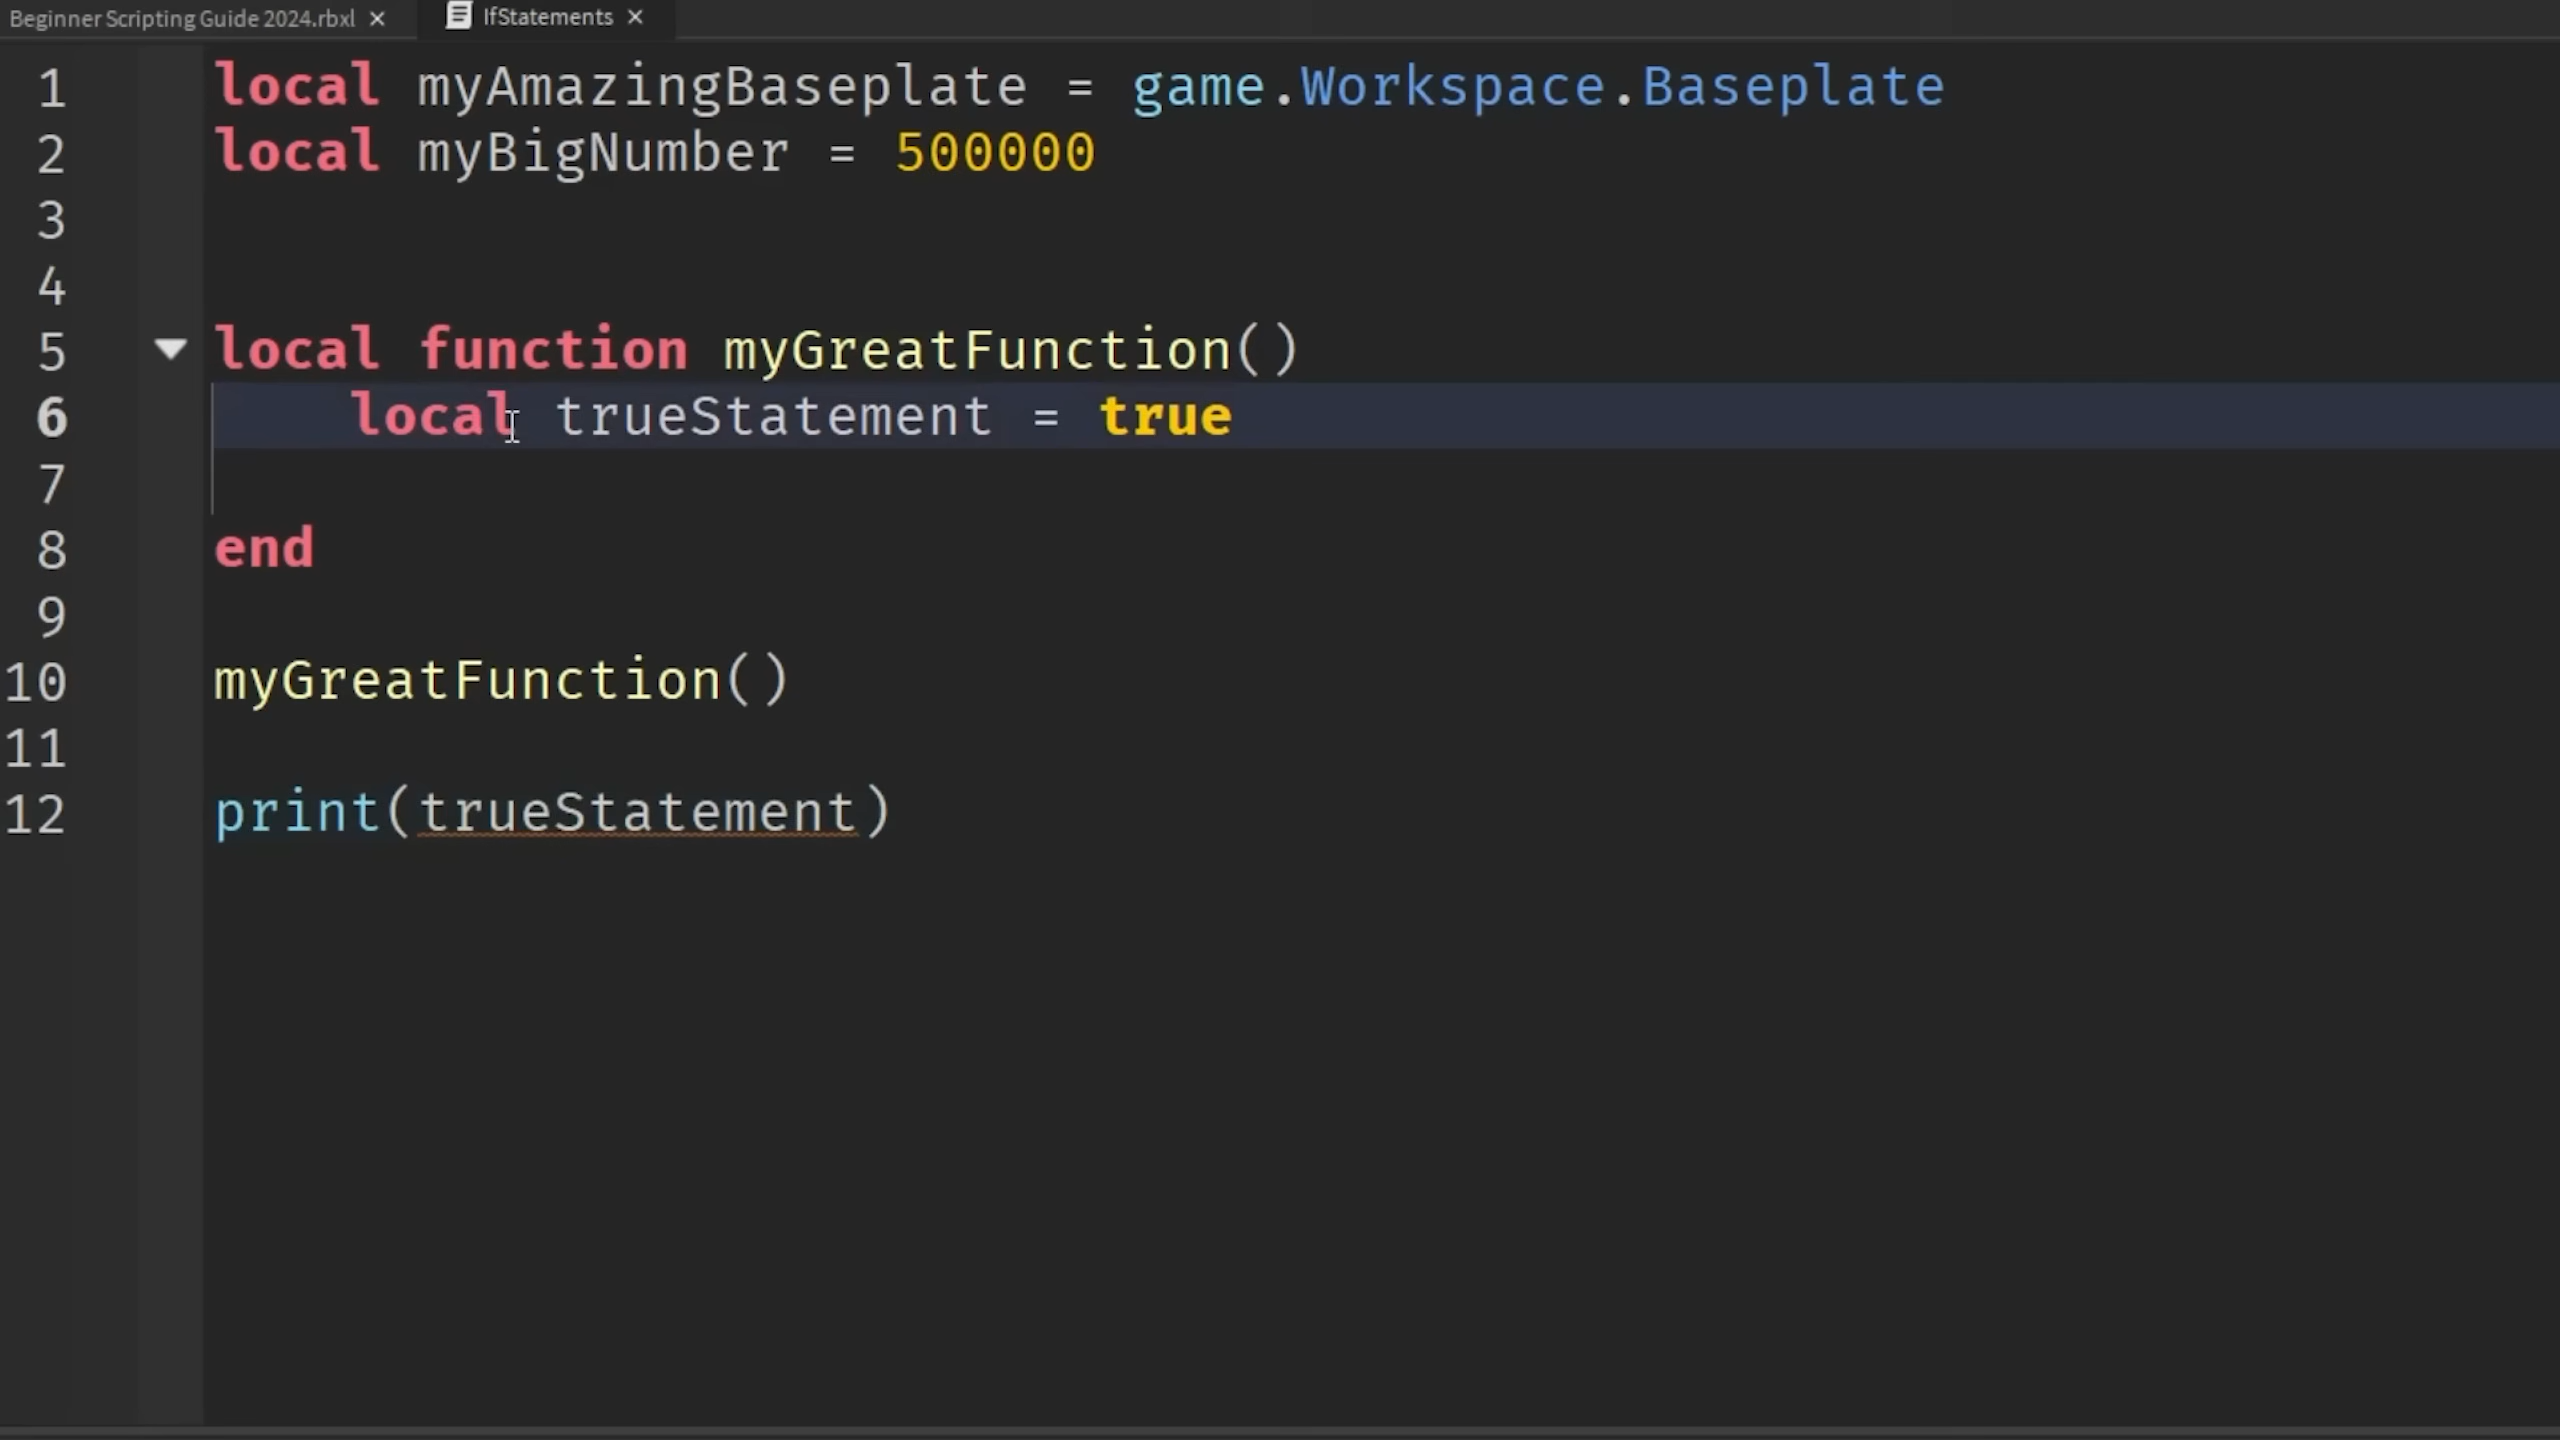 Beginner Scripting Guide 2024.rbxl × IfStatements ×
1 local myAmazingBaseplate = game.Workspace.Baseplate
2 local myBigNumber = 500000
3
4
5 local function myGreatFunction()
6 local trueStatement = true
7
8 end
9
10 myGreatFunction()
11
12 print(trueStatement)